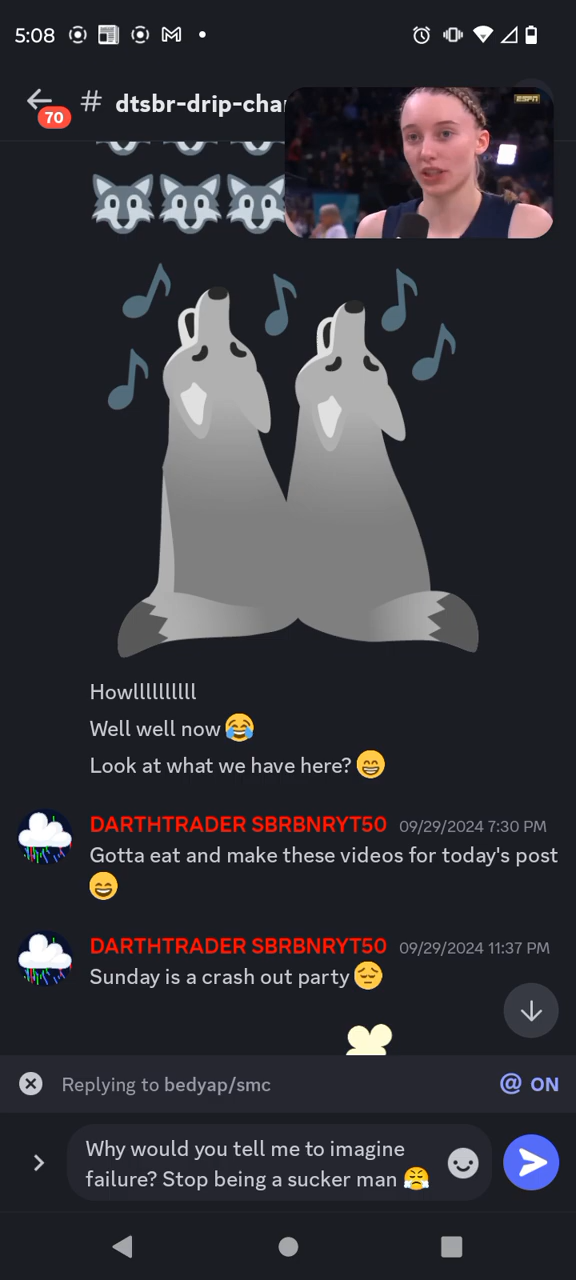 5:08
70
# dtsbr-drip-cha
ESPN
Howllllllllll
Well well now 😂
Look at what we have here? 😁
DARTHTRADER SBRBNRYT50 09/29/2024 7:30 PM
Gotta eat and make these videos for today's post
😁
DARTHTRADER SBRBNRYT50 09/29/2024 11:37 PM
Sunday is a crash out party 😔
Replying to bedyap/smc @ ON
Why would you tell me to imagine
failure? Stop being a sucker man 😤